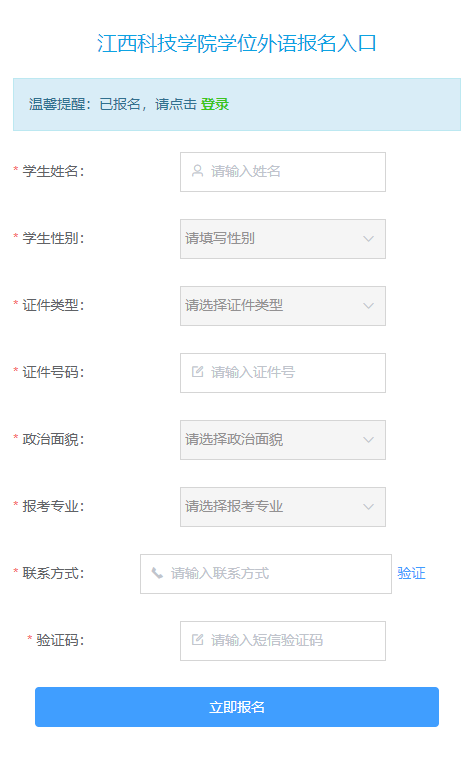 江西科技学院学位外语报名入口
温馨提醒：已报名，请点击 登录
* 学生姓名： 请输入姓名
* 学生性别： 请填写性别
* 证件类型： 请选择证件类型
* 证件号码： 请输入证件号
* 政治面貌： 请选择政治面貌
* 报考专业： 请选择报考专业
* 联系方式： 请输入联系方式 验证
* 验证码： 请输入短信验证码
立即报名